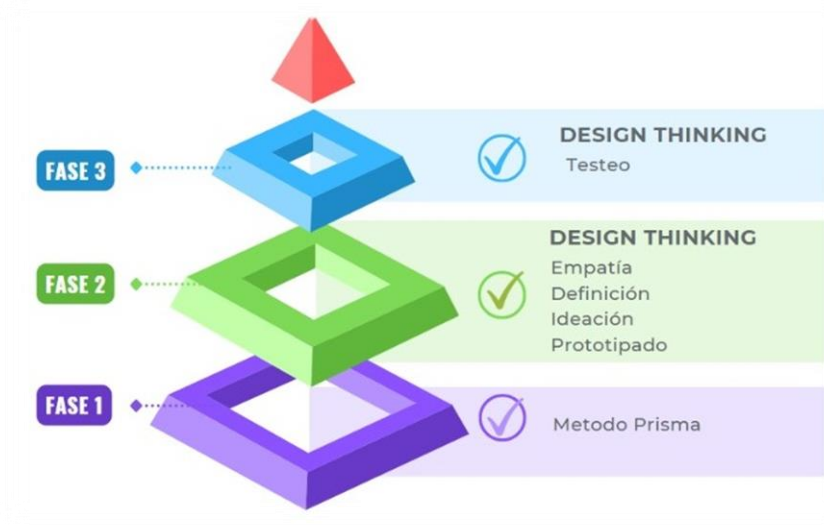 FASE 3
DESIGN THINKING
Testeo
FASE 2
DESIGN THINKING
Empatía
Definición
Ideación
Prototipado
FASE 1
Metodo Prisma